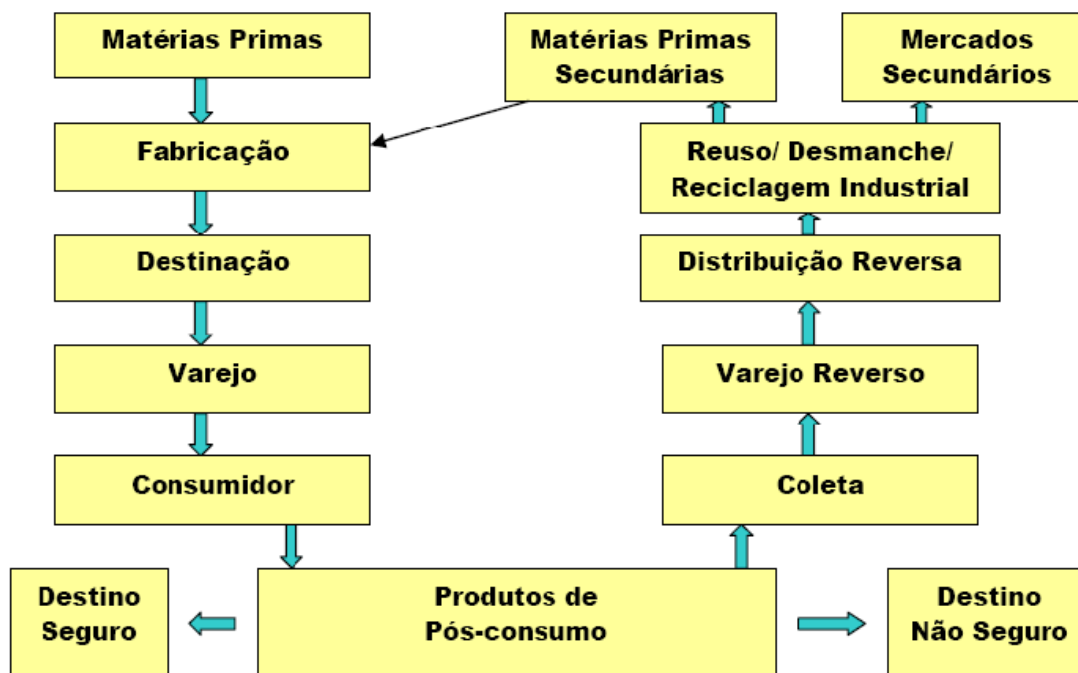 Matérias Primas
Matérias Primas
Secundárias
Mercados
Secundários
Fabricação
Reuso/ Desmanche/
Reciclagem Industrial
Destinação
Distribuição Reversa
Varejo
Varejo Reverso
Consumidor
Coleta
Destino
Seguro
Produtos de
Pós-consumo
Destino
Não Seguro